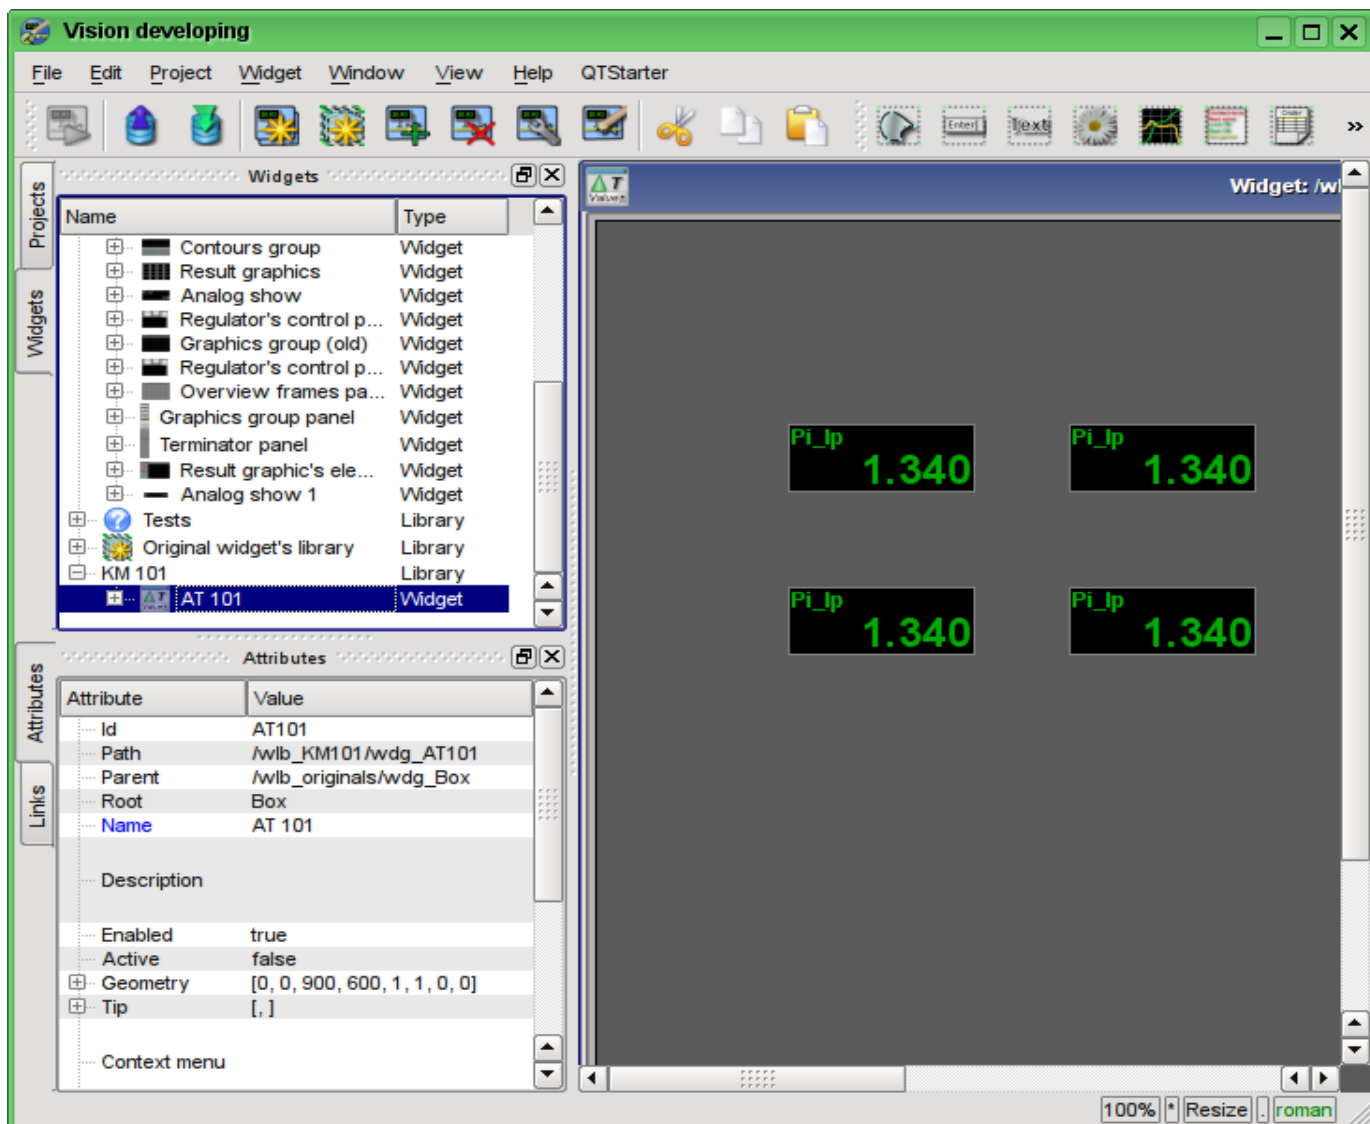 Vision developing
File Edit Project Widget Window View Help QTStarter
Enter Text »
Projects
Widgets
Widgets
Name Type
Contours group Widget
Result graphics Widget
Analog show Widget
Regulator's control p... Widget
Graphics group (old) Widget
Regulator's control p... Widget
Overview frames pa... Widget
Graphics group panel Widget
Terminator panel Widget
Result graphic's ele... Widget
Analog show 1 Widget
Tests Library
Original widget's library Library
KM 101 Library
AT 101 Widget
Attributes
Links
Attributes
Attribute Value
Id AT101
Path /wlb_KM101/wdg_AT101
Parent /wlb_originals/wdg_Box
Root Box
Name AT 101
Description
Enabled true
Active false
Geometry [0, 0, 900, 600, 1, 1, 0, 0]
Tip [, ]
Context menu
Widget: /wl
Pi_lp Pi_lp
1.340 1.340
Pi_lp Pi_lp
1.340 1.340
100% * Resize . roman